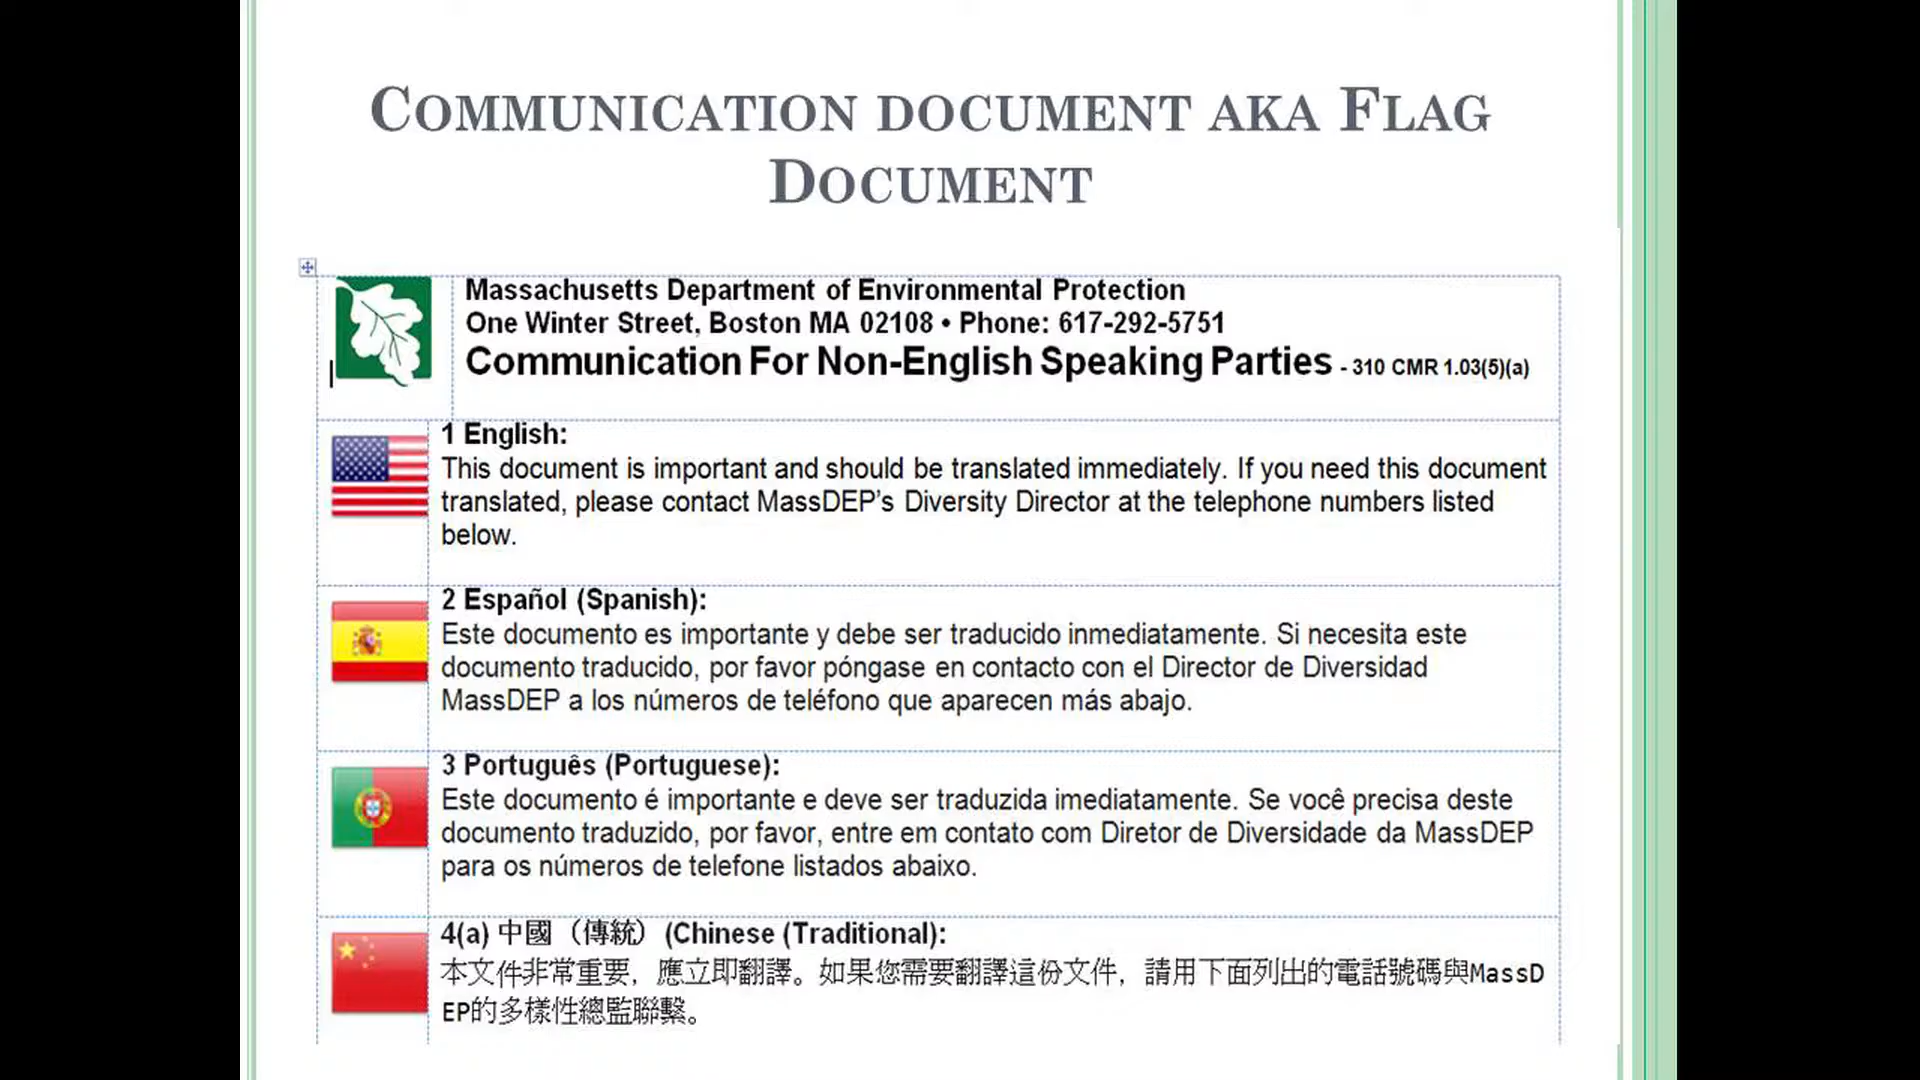 COMMUNICATION DOCUMENT AKA FLAG
DOCUMENT
Massachusetts Department of Environmental Protection
One Winter Street, Boston MA 02108 • Phone: 617-292-5751
Communication For Non-English Speaking Parties - 310 CMR 1.03(5)(a)
1 English:
This document is important and should be translated immediately. If you need this document
translated, please contact MassDEP’s Diversity Director at the telephone numbers listed
below.
2 Español (Spanish):
Este documento es importante y debe ser traducido inmediatamente. Si necesita este
documento traducido, por favor póngase en contacto con el Director de Diversidad
MassDEP a los números de teléfono que aparecen más abajo.
3 Português (Portuguese):
Este documento é importante e deve ser traduzida imediatamente. Se você precisa deste
documento traduzido, por favor, entre em contato com Diretor de Diversidade da MassDEP
para os números de telefone listados abaixo.
4(a) 中國（傳統）(Chinese (Traditional):
本文件非常重要，應立即翻譯。如果您需要翻譯這份文件，請用下面列出的電話號碼與MassD
EP的多樣性總監聯繫。